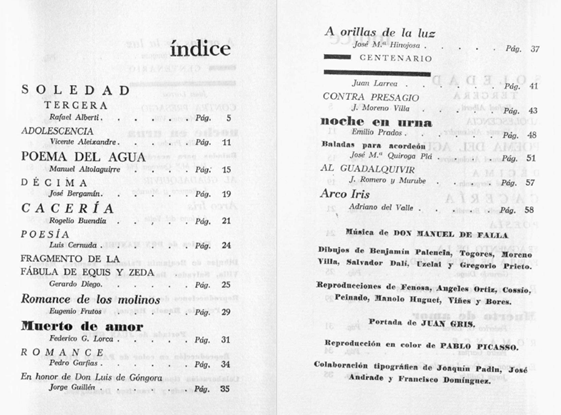 índice
SOLEDAD
TERCERA
Rafael Alberti . . . . . Pág. 5
ADOLESCENCIA
Vicente Aleixandre . . . . . Pág. 11
POEMA DEL AGUA
Manuel Altolaguirre . . . . . Pág. 15
DÉCIMA
José Bergamín . . . . . Pág. 19
CACERÍA
Rogelio Buendía . . . . . Pág. 21
POESÍA
Luis Cernuda . . . . . Pág. 24
FRAGMENTO DE LA
FÁBULA DE EQUIS Y ZEDA
Gerardo Diego . . . . . Pág. 25
Romance de los molinos
Eugenio Frutos . . . . . Pág. 29
Muerto de amor
Federico G. Lorca . . . . . Pág. 31
ROMANCE
Pedro Garfias . . . . . Pág. 34
En honor de Don Luis de Góngora
Jorge Guillén . . . . . Pág. 35
A orillas de la luz
José M.ª Hinojosa . . . . . Pág. 37
CENTENARIO
Juan Larrea . . . . . Pág. 41
CONTRA PRESAGIO
J. Moreno Villa . . . . . Pág. 43
noche en urna
Emilio Prados . . . . . Pág. 48
Baladas para acordeón
José M.ª Quiroga Plá . . . . . Pág. 51
AL GUADALQUIVIR
J. Romero y Murube . . . . . Pág. 57
Arco Iris
Adriano del Valle . . . . . Pág. 58
Música de DON MANUEL DE FALLA
Dibujos de Benjamín Palencia, Togores, Moreno
Villa, Salvador Dalí, Uzelai y Gregorio Prieto.
Reproducciones de Fenosa, Angeles Ortiz, Cossío,
Peinado, Manolo Huguet, Viñes y Bores.
Portada de JUAN GRIS.
Reproducción en color de PABLO PICASSO.
Colaboración tipográfica de Joaquín Padin, José
Andrade y Francisco Domínguez.